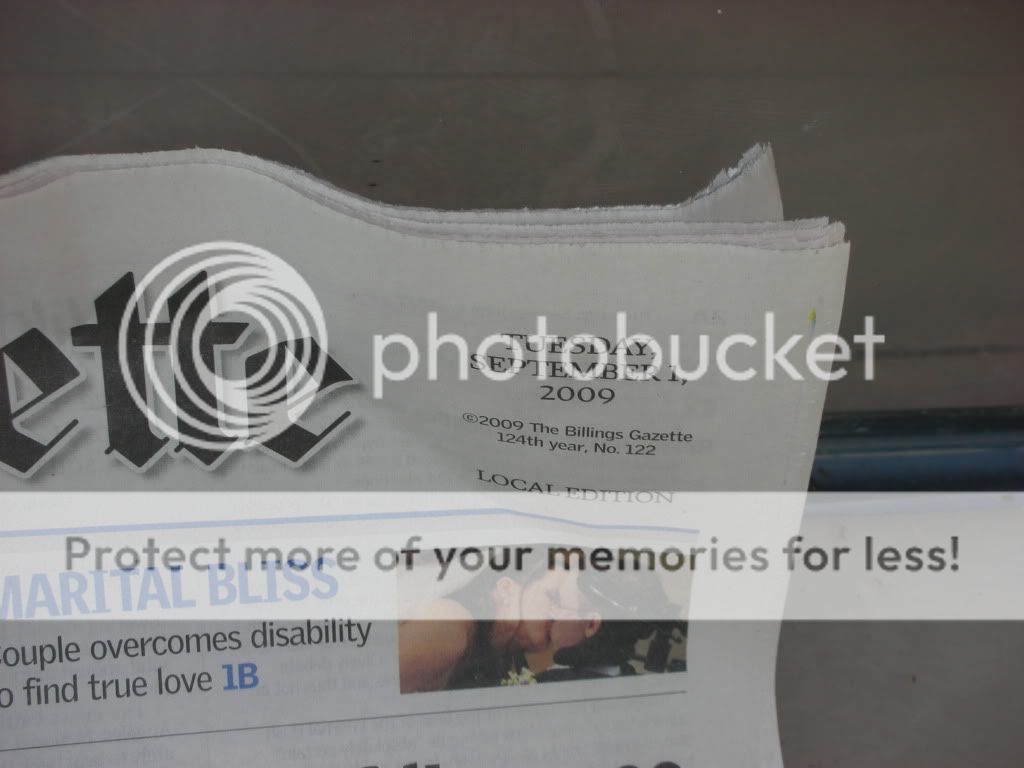 ette
TUESDAY,
SEPTEMBER 1,
2009
©2009 The Billings Gazette
124th year, No. 122
LOCAL EDITION
photobucket
Protect more of your memories for less!
MARITAL BLISS
Couple overcomes disability
to find true love 1B